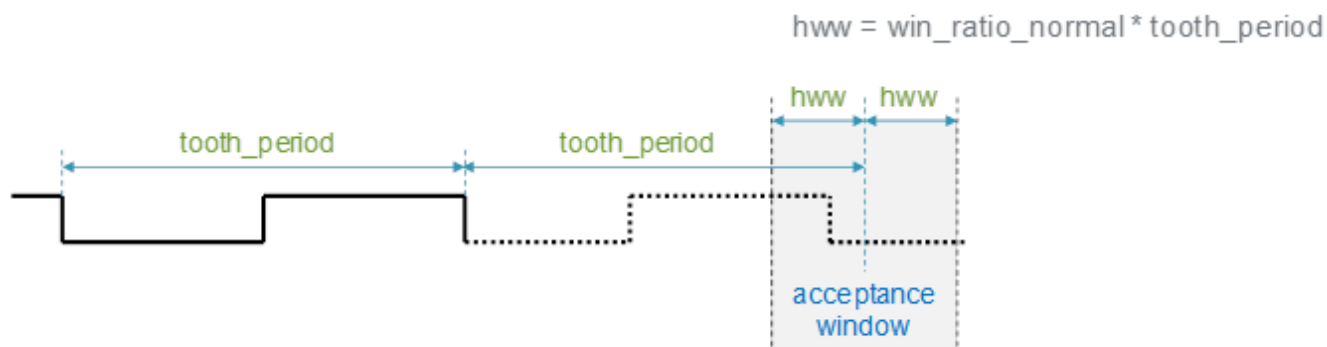 hww = win_ratio_normal * tooth_period
hww hww
tooth_period tooth_period
acceptance
window